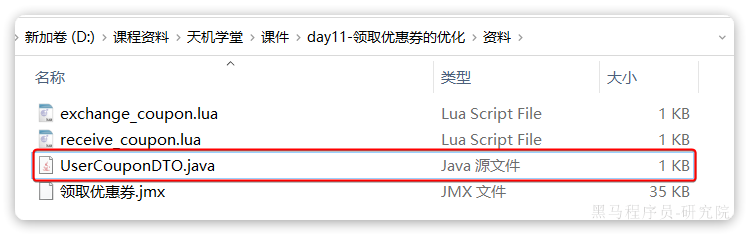 新加卷 (D:) > 课程资料 > 天机学堂 > 课件 > day11-领取优惠券的优化 > 资料 >
名称 类型 大小
exchange_coupon.lua Lua Script File 1 KB
receive_coupon.lua Lua Script File 1 KB
UserCouponDTO.java Java 源文件 1 KB
领取优惠券.jmx JMX 文件 35 KB
黑马程序员-研究院